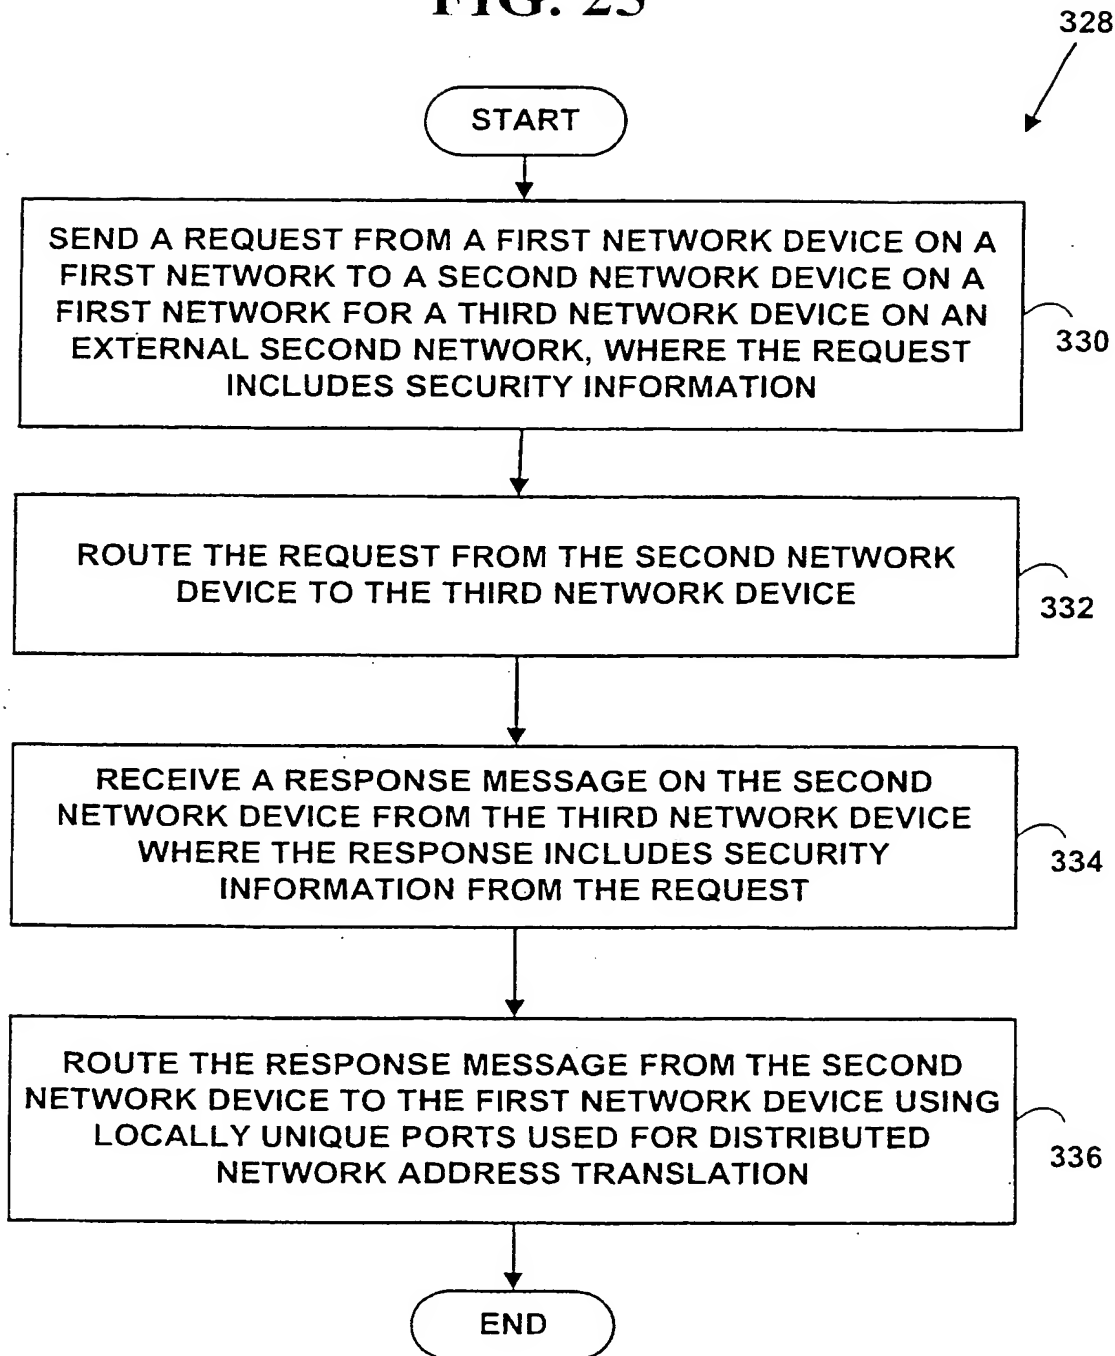 FIG. 23
328
START
SEND A REQUEST FROM A FIRST NETWORK DEVICE ON A
FIRST NETWORK TO A SECOND NETWORK DEVICE ON A
FIRST NETWORK FOR A THIRD NETWORK DEVICE ON AN
EXTERNAL SECOND NETWORK, WHERE THE REQUEST
INCLUDES SECURITY INFORMATION
330
ROUTE THE REQUEST FROM THE SECOND NETWORK
DEVICE TO THE THIRD NETWORK DEVICE
332
RECEIVE A RESPONSE MESSAGE ON THE SECOND
NETWORK DEVICE FROM THE THIRD NETWORK DEVICE
WHERE THE RESPONSE INCLUDES SECURITY
INFORMATION FROM THE REQUEST
334
ROUTE THE RESPONSE MESSAGE FROM THE SECOND
NETWORK DEVICE TO THE FIRST NETWORK DEVICE USING
LOCALLY UNIQUE PORTS USED FOR DISTRIBUTED
NETWORK ADDRESS TRANSLATION
336
END